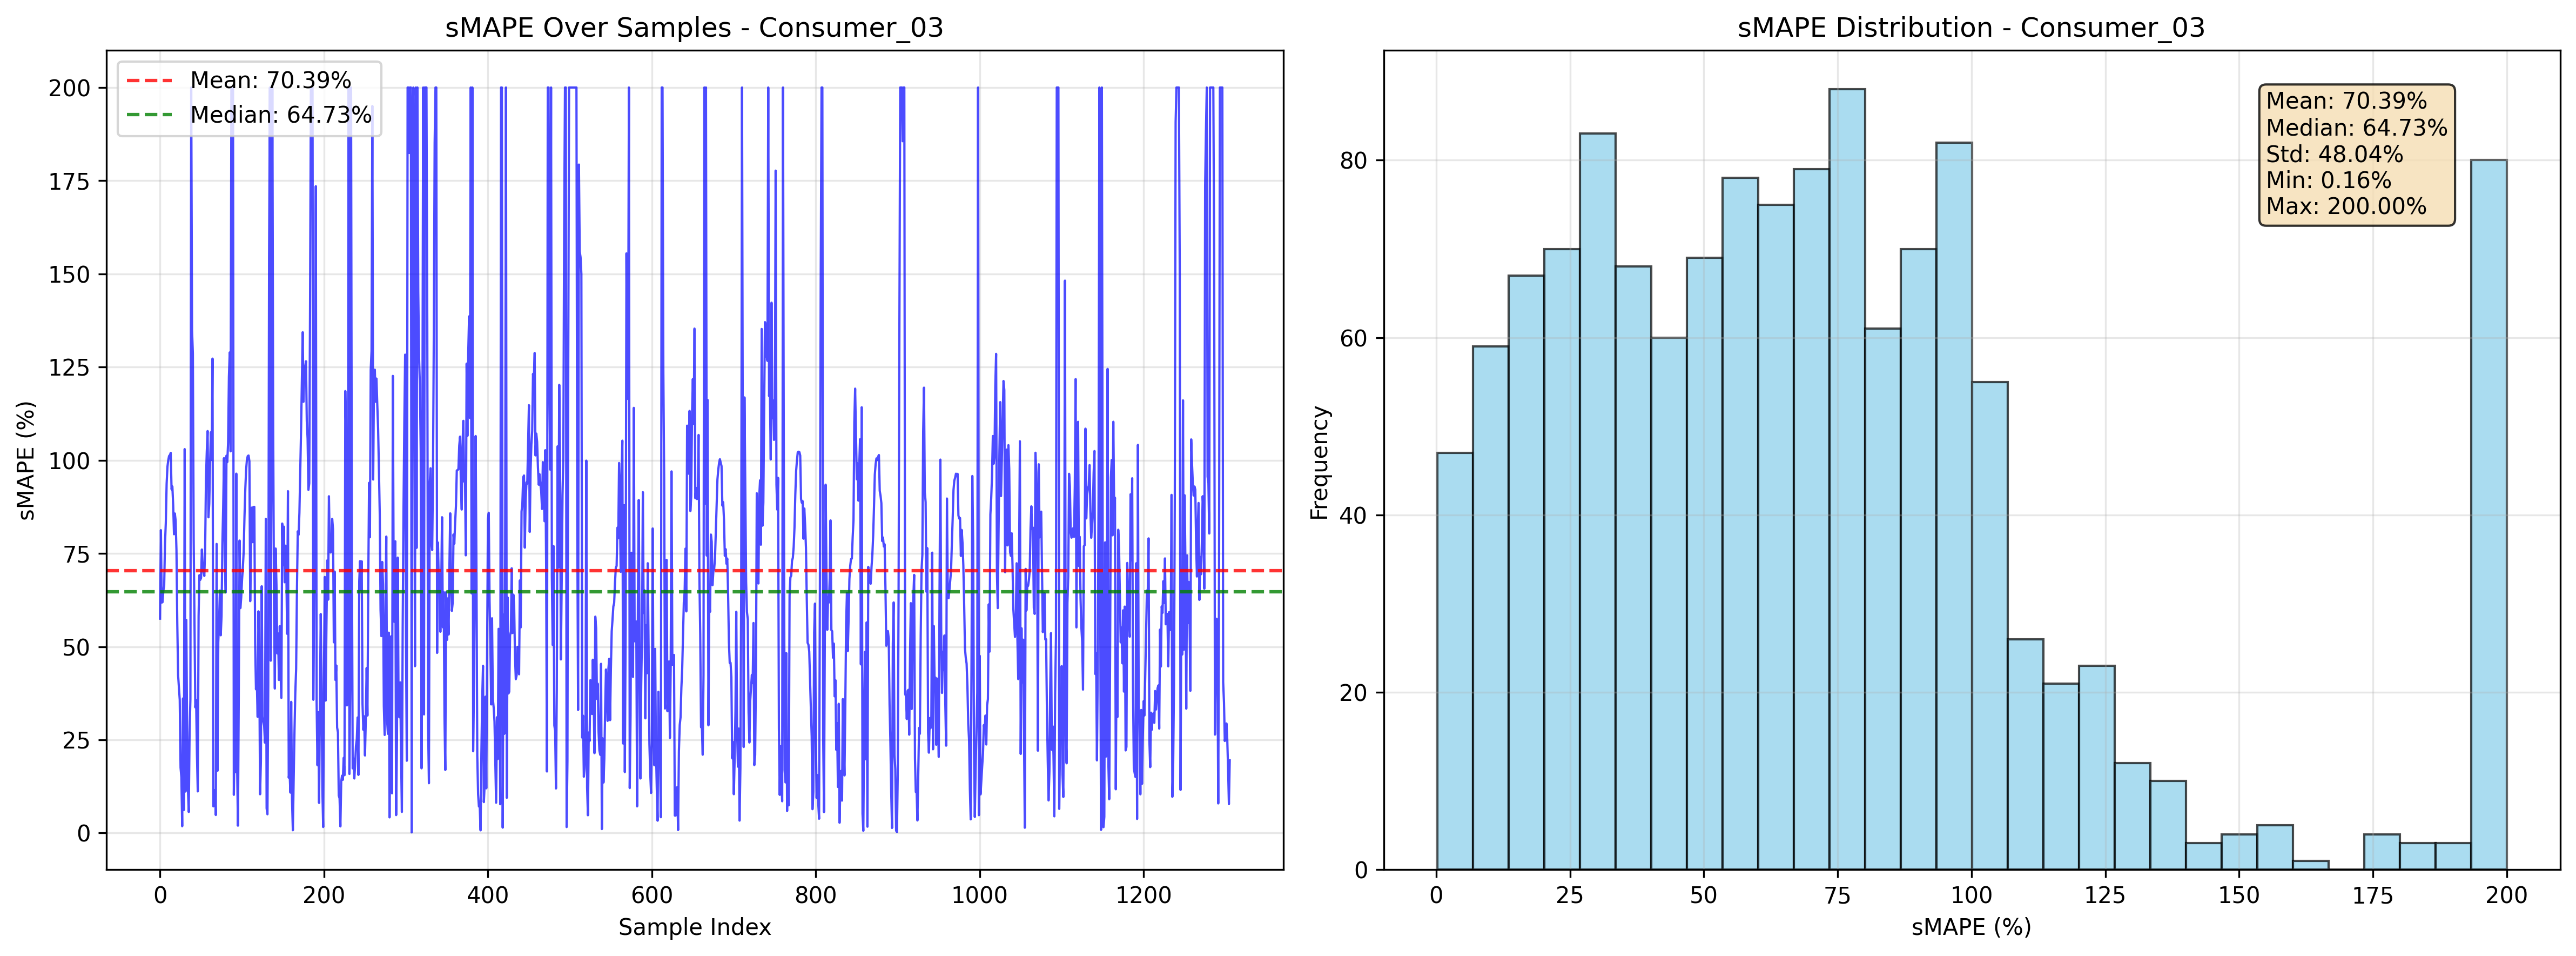 sMAPE Over Samples - Consumer_03
Mean: 70.39%
Median: 64.73%
200
175
150
125
100
75
50
25
0
sMAPE (%)
0 200 400 600 800 1000 1200
Sample Index
sMAPE Distribution - Consumer_03
Mean: 70.39%
Median: 64.73%
Std: 48.04%
Min: 0.16%
Max: 200.00%
80
60
40
20
0
Frequency
0 25 50 75 100 125 150 175 200
sMAPE (%)